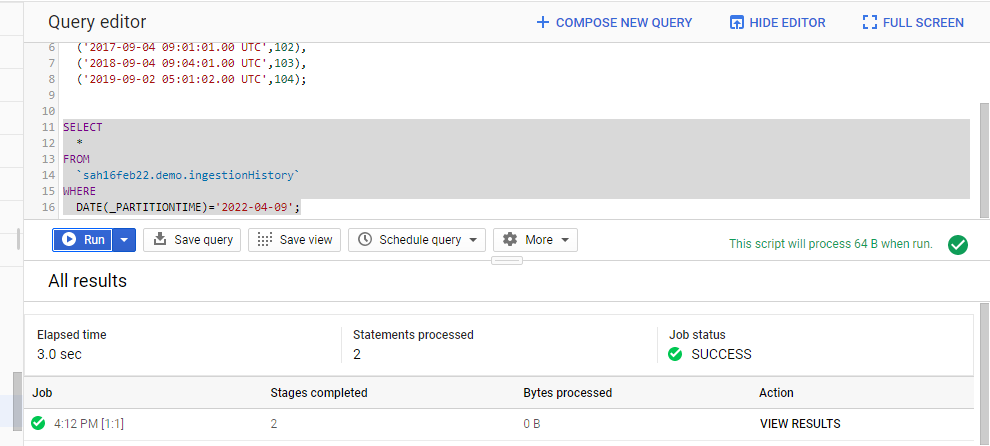 Query editor
COMPOSE NEW QUERY
HIDE EDITOR
FULL SCREEN
6 ('2017-09-04 09:01:01.00 UTC',102),
7 ('2018-09-04 09:04:01.00 UTC',103),
8 ('2019-09-02 05:01:02.00 UTC',104);
9
10
11 SELECT
12 *
13 FROM
14 `sah16feb22.demo.ingestionHistory`
15 WHERE
16 DATE(_PARTITIONTIME)='2022-04-09';
Run
Save query
Save view
Schedule query
More
This script will process 64 B when run.
All results
Elapsed time
3.0 sec
Statements processed
2
Job status
SUCCESS
Job Stages completed Bytes processed Action
4:12 PM [1:1] 2 0 B VIEW RESULTS